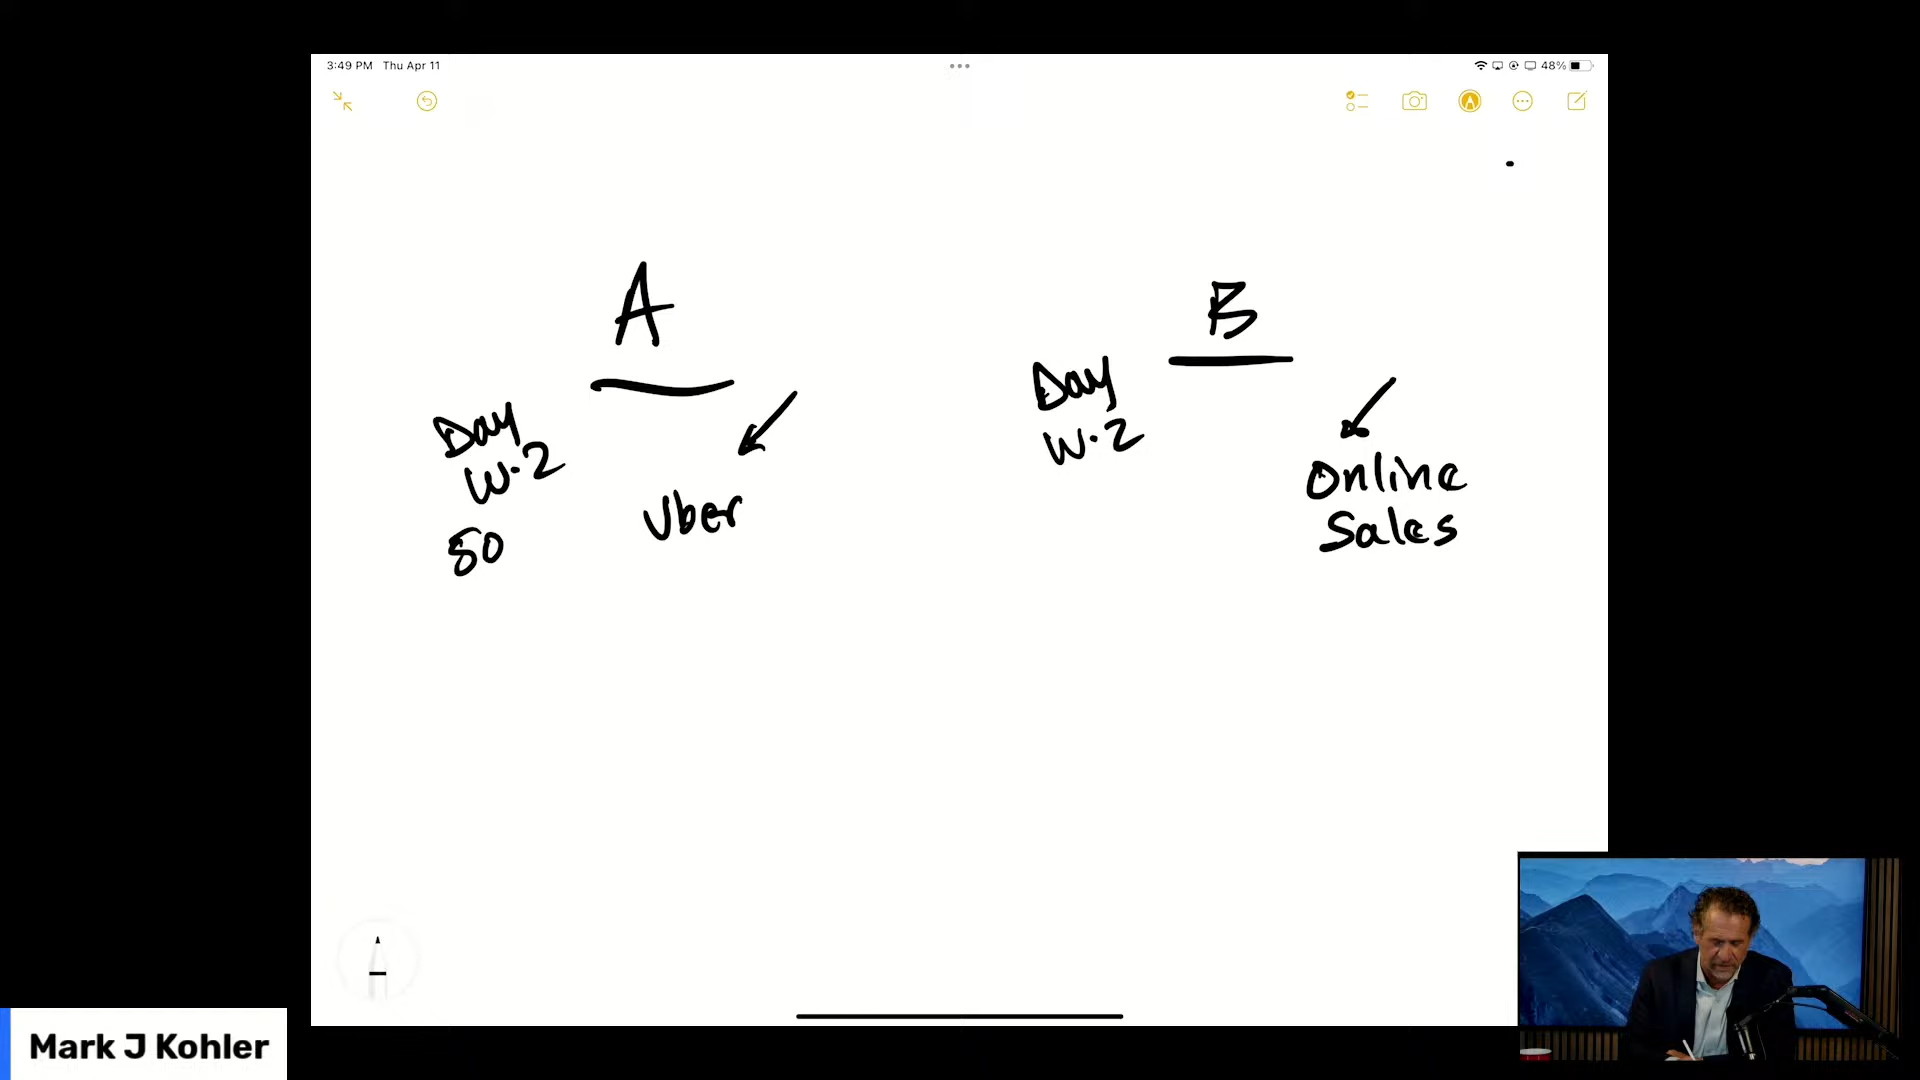 3:49 PM Thu Apr 11
48%
A
B
Day
W-2
80
Uber
Day
W-2
Online
Sales
Mark J Kohler